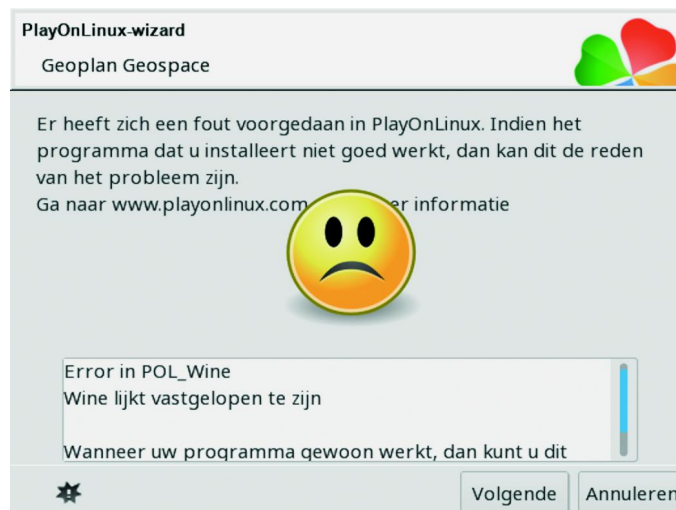 PlayOnLinux-wizard
Geoplan Geospace
Er heeft zich een fout voorgedaan in PlayOnLinux. Indien het
programma dat u installeert niet goed werkt, dan kan dit de reden
van het probleem zijn.
Ga naar www.playonlinux.com er informatie
Error in POL_Wine
Wine lijkt vastgelopen te zijn
Wanneer uw programma gewoon werkt, dan kunt u dit
Volgende
Annuleren